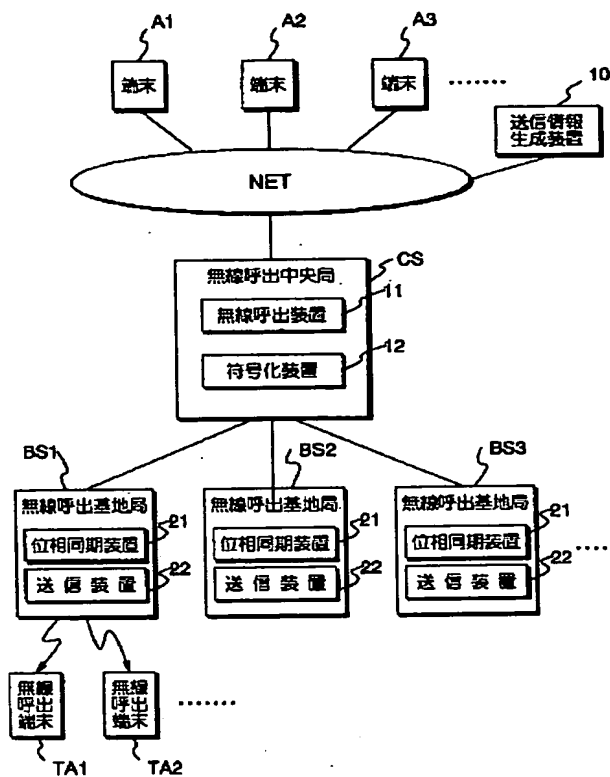 A1
A2
A3
端末
端末
端末
10
送信情報
生成装置
NET
CS
無線呼出中央局
11
無線呼出装置
12
符号化装置
BS1
BS2
BS3
無線呼出基地局
21
位相同期装置
22
送信装置
無線呼出基地局
21
位相同期装置
22
送信装置
無線呼出基地局
21
位相同期装置
22
送信装置
無線
呼出
端末
無線
呼出
端末
TA1
TA2